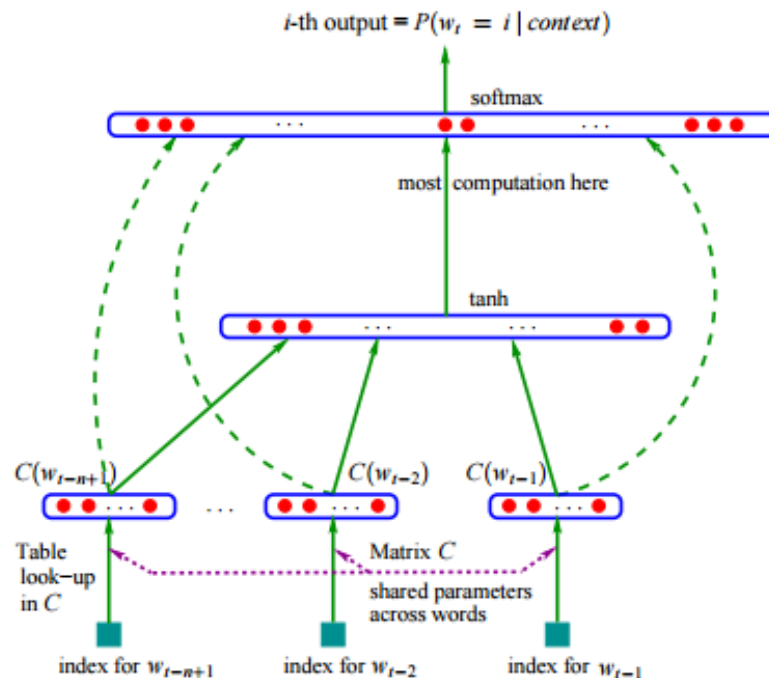 i-th output = P(w_t = i | context)
softmax
. . .
. . .
most computation here
tanh
. . .
. . .
C(w_{t−n+1})
C(w_{t−2})
C(w_{t−1})
. . .
. . .
. . .
. . .
Table
look−up
in C
Matrix C
shared parameters
across words
index for w_{t−n+1}
index for w_{t−2}
index for w_{t−1}